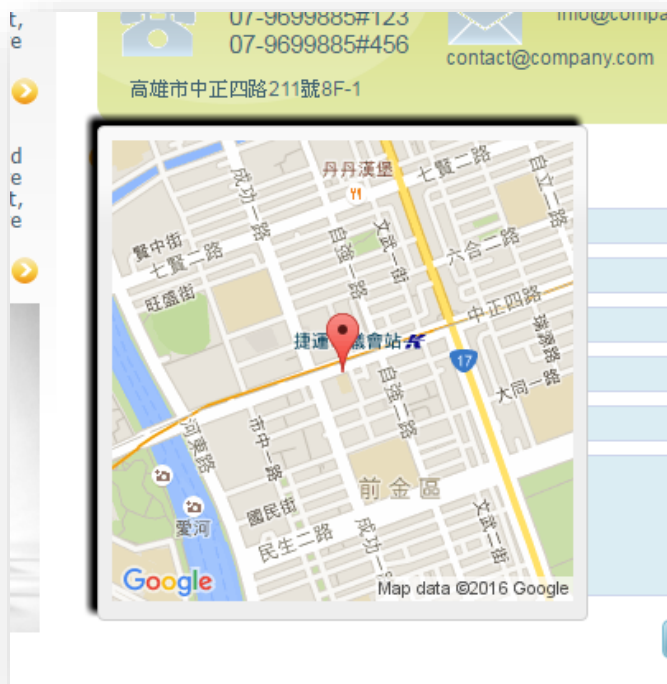 t,
e
07-9699885#123
07-9699885#456
contact@company.com
高雄市中正四路211號8F-1
d
e
t,
e
丹丹漢堡
七賢二路
自立二路
成功一路
文武一街
賢中街
七賢二路
自強一路
六合二路
旺盛街
中正四路
捷運
議會站
瑞源路
17
大同一路
自強二路
河東路
市中一路
前金區
國民街
愛河
民生二路
成功一
文武二街
Google
Map data ©2016 Google